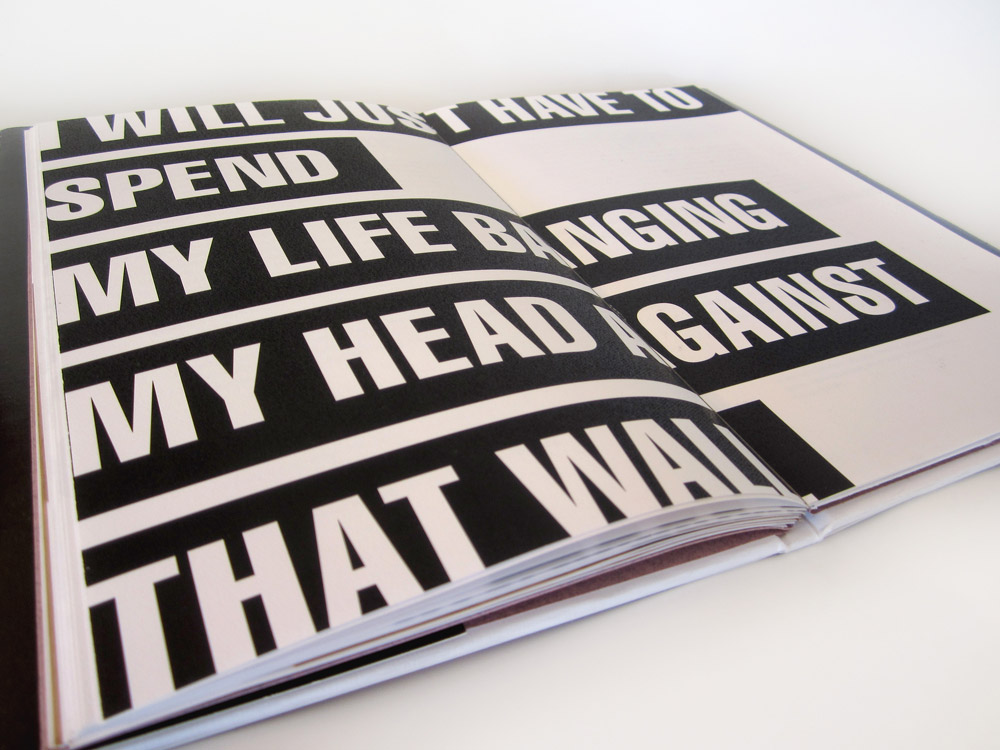 I WILL JUST HAVE TO
SPEND
MY LIFE BANGING
MY HEAD AGAINST
THAT WALL.